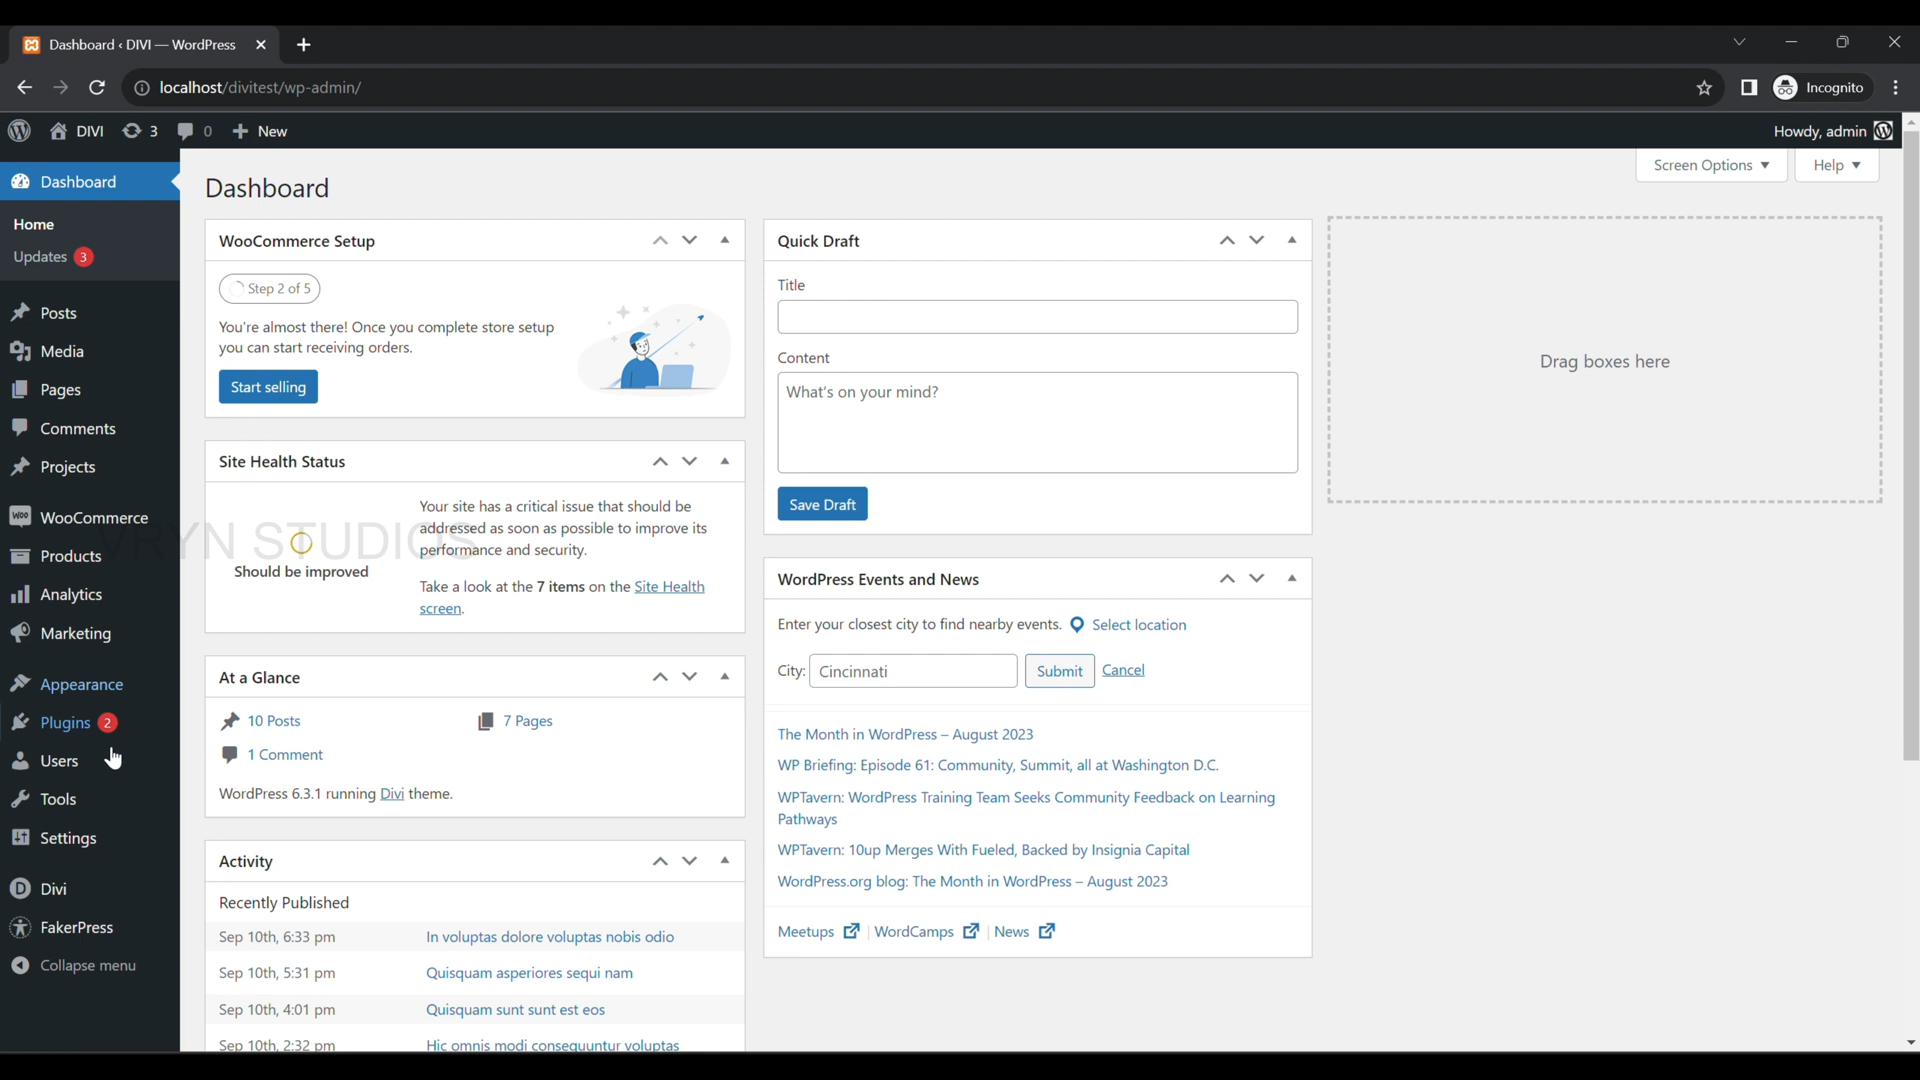 Dashboard ‹ DIVI — WordPress
localhost/divitest/wp-admin/
Incognito
DIVI 3 0 New
Howdy, admin
Screen Options
Help
Dashboard
Home
Updates 3
Posts
Media
Pages
Comments
Projects
WooCommerce
Products
Analytics
Marketing
Appearance
Plugins 2
Users
Tools
Settings
Divi
FakerPress
Collapse menu
Dashboard
WooCommerce Setup
Step 2 of 5
You're almost there! Once you complete store setup
you can start receiving orders.
Start selling
Site Health Status
Should be improved
Your site has a critical issue that should be
addressed as soon as possible to improve its
performance and security.
Take a look at the 7 items on the Site Health
screen.
VRYN STUDIOS
At a Glance
10 Posts
7 Pages
1 Comment
WordPress 6.3.1 running Divi theme.
Activity
Recently Published
Sep 10th, 6:33 pm In voluptas dolore voluptas nobis odio
Sep 10th, 5:31 pm Quisquam asperiores sequi nam
Sep 10th, 4:01 pm Quisquam sunt sunt est eos
Sep 10th, 2:32 pm Hic omnis modi consequuntur voluptas
Quick Draft
Title
Content
What's on your mind?
Save Draft
WordPress Events and News
Enter your closest city to find nearby events. Select location
City: Cincinnati Submit Cancel
The Month in WordPress – August 2023
WP Briefing: Episode 61: Community, Summit, all at Washington D.C.
WPTavern: WordPress Training Team Seeks Community Feedback on Learning
Pathways
WPTavern: 10up Merges With Fueled, Backed by Insignia Capital
WordPress.org blog: The Month in WordPress – August 2023
Meetups | WordCamps | News
Drag boxes here